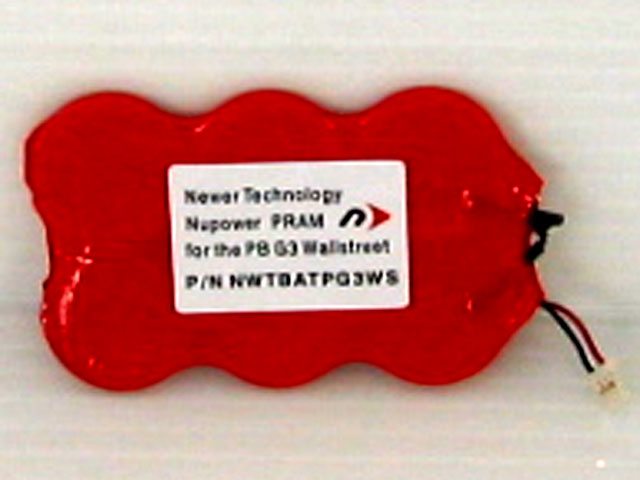 Newer Technology
Nupower PRAM
for the PB G3 Wallstreet
P/N NWTBATPG3WS